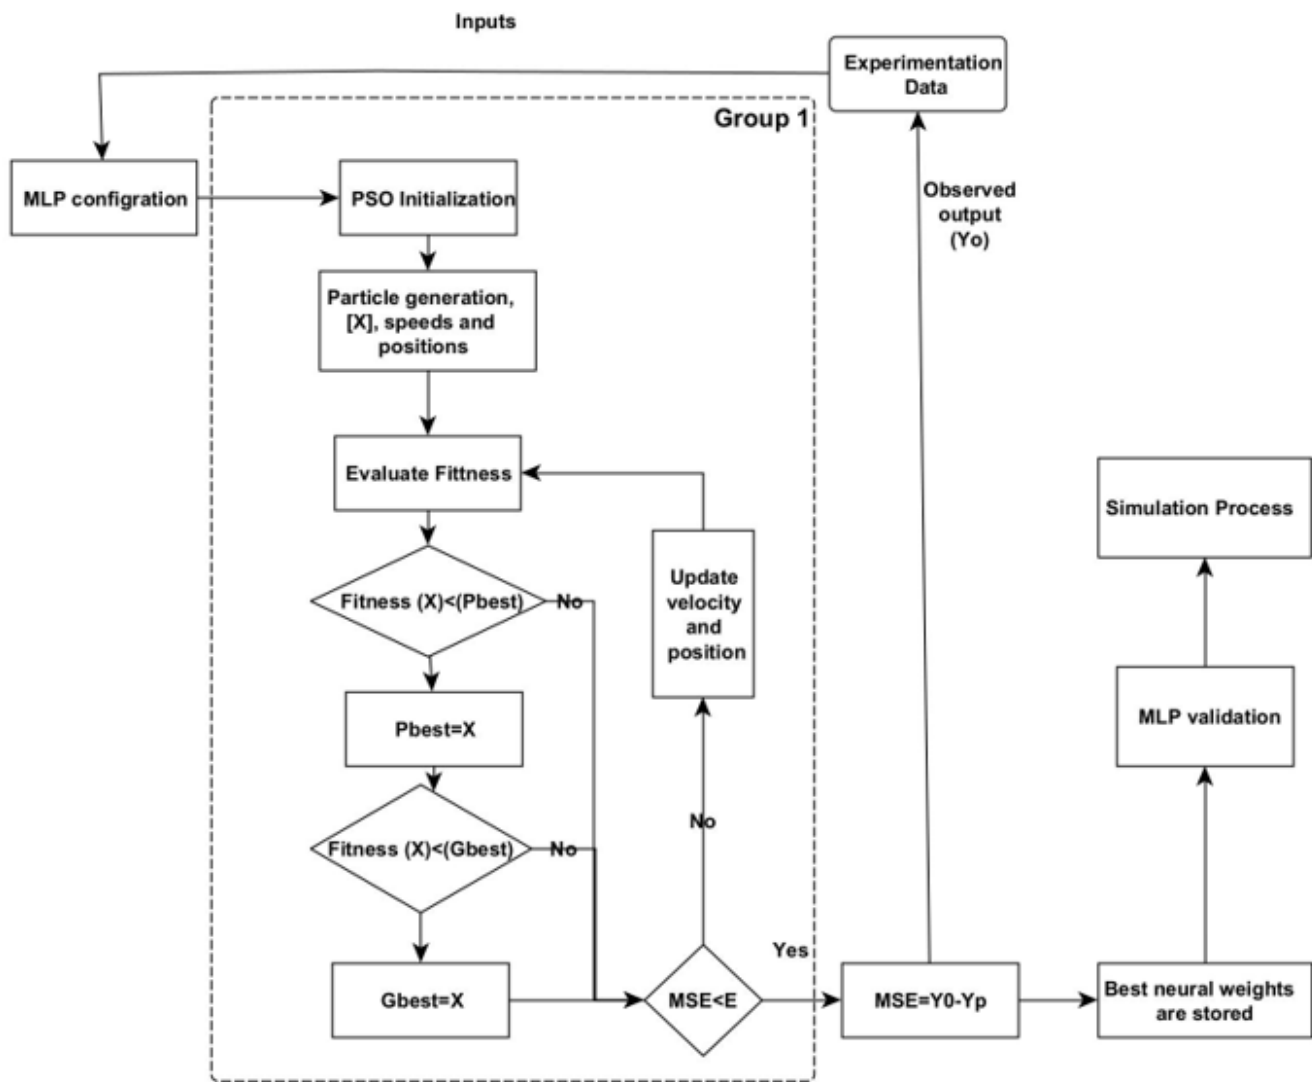 Inputs
Experimentation
Data
Group 1
MLP configration
PSO Initialization
Observed
output
(Yo)
Particle generation,
[X], speeds and
positions
Evaluate Fittness
Simulation Process
Update
velocity
and
position
Fitness (X)<(Pbest)
No
Pbest=X
MLP validation
No
Fitness (X)<(Gbest)
No
Yes
Gbest=X
MSE<E
MSE=Y0-Yp
Best neural weights
are stored